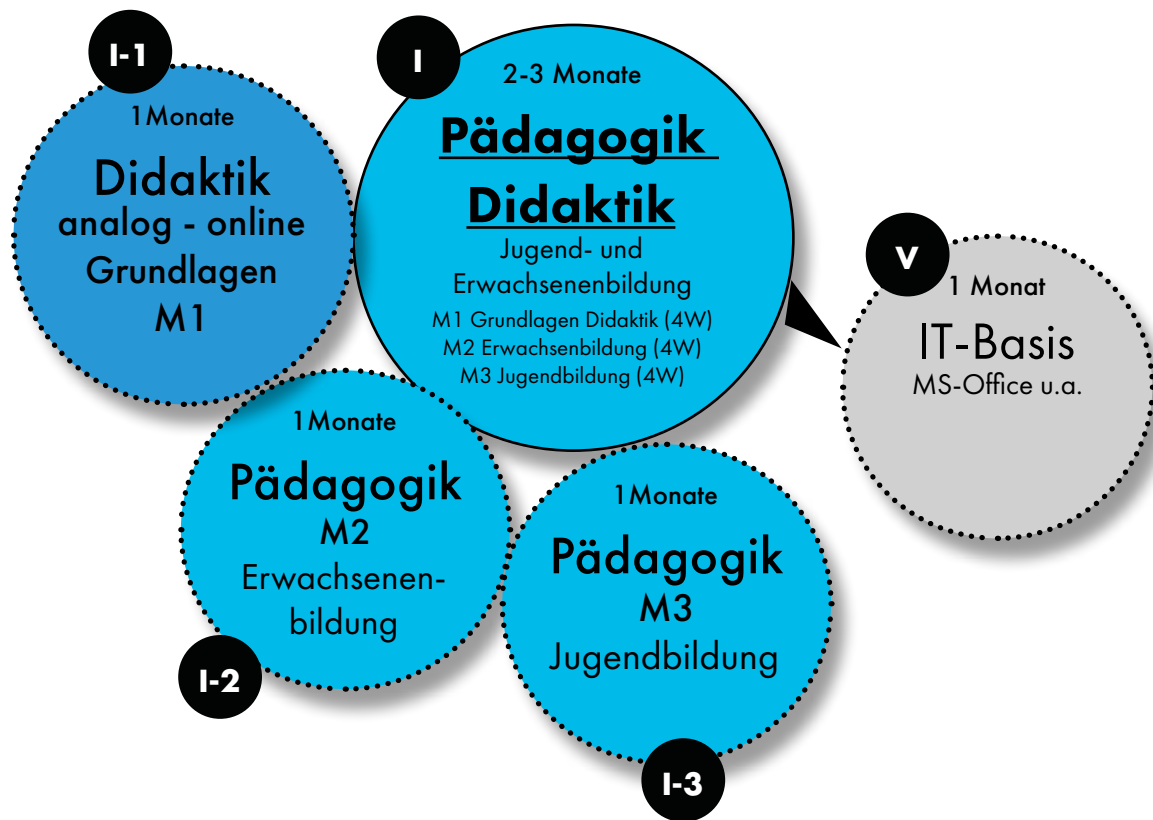 I-1
1Monate
Didaktik
analog - online
Grundlagen
M1
I
2-3 Monate
Pädagogik
Didaktik
Jugend- und
Erwachsenenbildung
M1 Grundlagen Didaktik (4W)
M2 Erwachsenbildung (4W)
M3 Jugendbildung (4W)
V
1 Monat
IT-Basis
MS-Office u.a.
1Monate
Pädagogik
M2
Erwachsenen-
bildung
I-2
1Monate
Pädagogik
M3
Jugendbildung
I-3